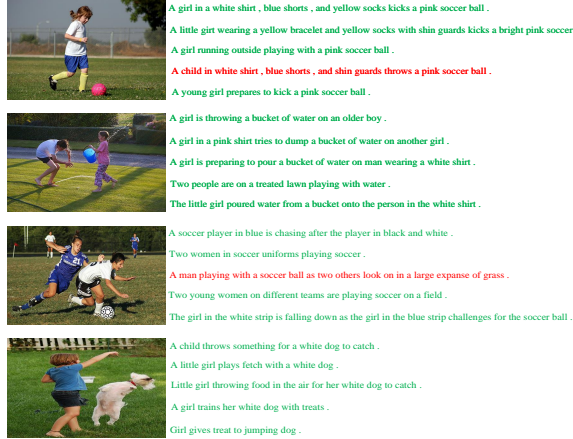 A girl in a white shirt , blue shorts , and yellow socks kicks a pink soccer ball .
A little girt wearing a yellow bracelet and yellow socks with shin guards kicks a bright pink soccer
A girl running outside playing with a pink soccer ball .
A child in white shirt , blue shorts , and shin guards throws a pink soccer ball .
A young girl prepares to kick a pink soccer ball .
A girl is throwing a bucket of water on an older boy .
A girl in a pink shirt tries to dump a bucket of water on another girl .
A girl is preparing to pour a bucket of water on man wearing a white shirt .
Two people are on a treated lawn playing with water .
The little girl poured water from a bucket onto the person in the white shirt .
A soccer player in blue is chasing after the player in black and white .
Two women in soccer uniforms playing soccer .
A man playing with a soccer ball as two others look on in a large expanse of grass .
Two young women on different teams are playing soccer on a field .
The girl in the white strip is falling down as the girl in the blue strip challenges for the soccer ball .
A child throws something for a white dog to catch .
A little girl plays fetch with a white dog .
Little girl throwing food in the air for her white dog to catch .
A girl trains her white dog with treats .
Girl gives treat to jumping dog .